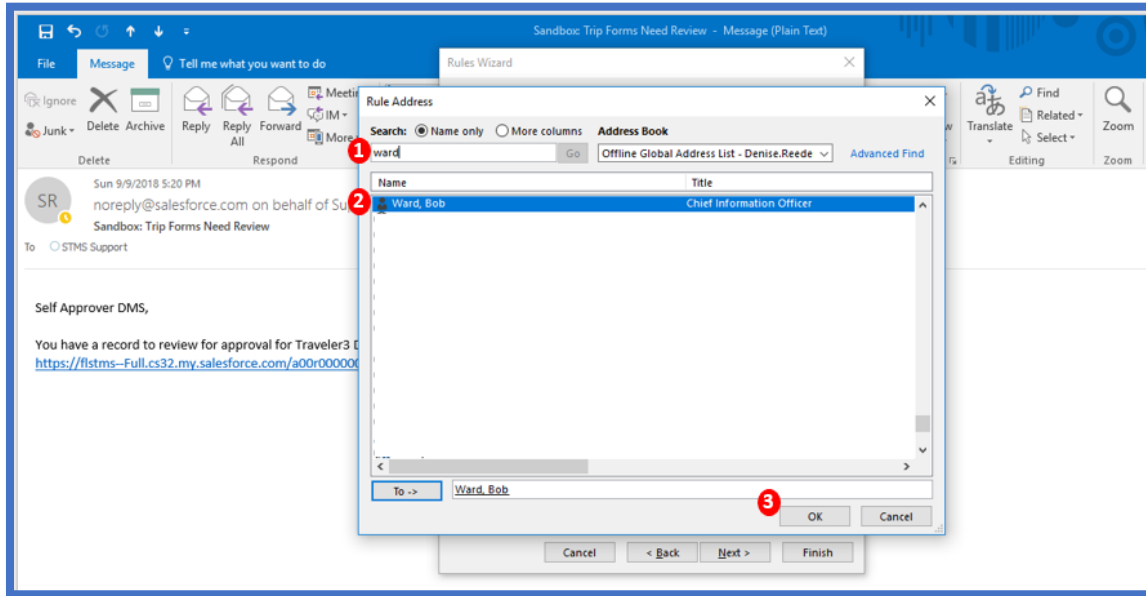 Sandbox: Trip Forms Need Review - Message (Plain Text)
File
Message
Tell me what you want to do
Rules Wizard
Ignore
Junk
Delete
Archive
Reply
Reply All
Forward
IM
More
Delete
Respond
Translate
Find
Related
Select
Editing
Zoom
Zoom
Sun 9/9/2018 5:20 PM
SR
noreply@salesforce.com on behalf of
Sandbox: Trip Forms Need Review
To STMS Support
Self Approver DMS,
You have a record to review for approval for Traveler3
https://flstms--Full.cs32.my.salesforce.com/
Rule Address
Search: Name only More columns Address Book
1
ward
Go
Offline Global Address List - Denise.Reede
Advanced Find
Name Title
2
Ward, Bob Chief Information Officer
To -> Ward, Bob
3
OK Cancel
Cancel < Back Next > Finish